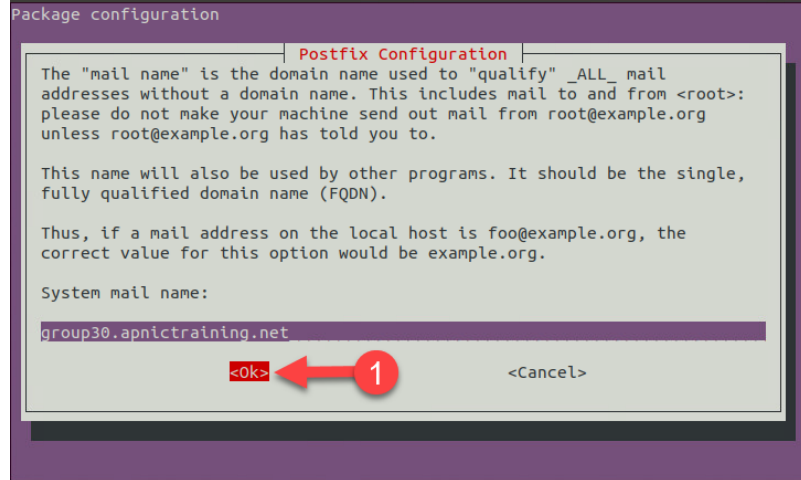 Package configuration
Postfix Configuration
The "mail name" is the domain name used to "qualify" _ALL_ mail
addresses without a domain name. This includes mail to and from <root>:
please do not make your machine send out mail from root@example.org
unless root@example.org has told you to.
This name will also be used by other programs. It should be the single,
fully qualified domain name (FQDN).
Thus, if a mail address on the local host is foo@example.org, the
correct value for this option would be example.org.
System mail name:
group30.apnictraining.net
<Ok> 1 <Cancel>